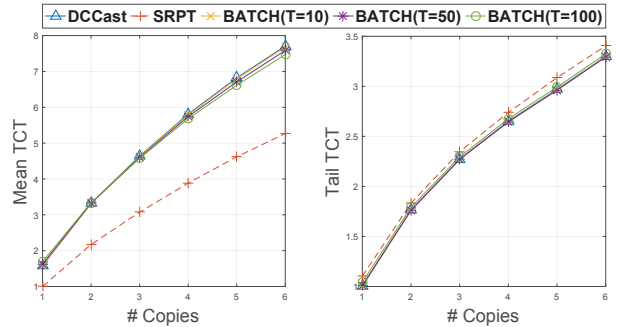 DCCast SRPT BATCH(T=10) BATCH(T=50) BATCH(T=100)
Mean TCT
8
7
6
5
4
3
2
1
1 2 3 4 5 6
# Copies
Tail TCT
3.5
3
2.5
2
1.5
1
1 2 3 4 5 6
# Copies